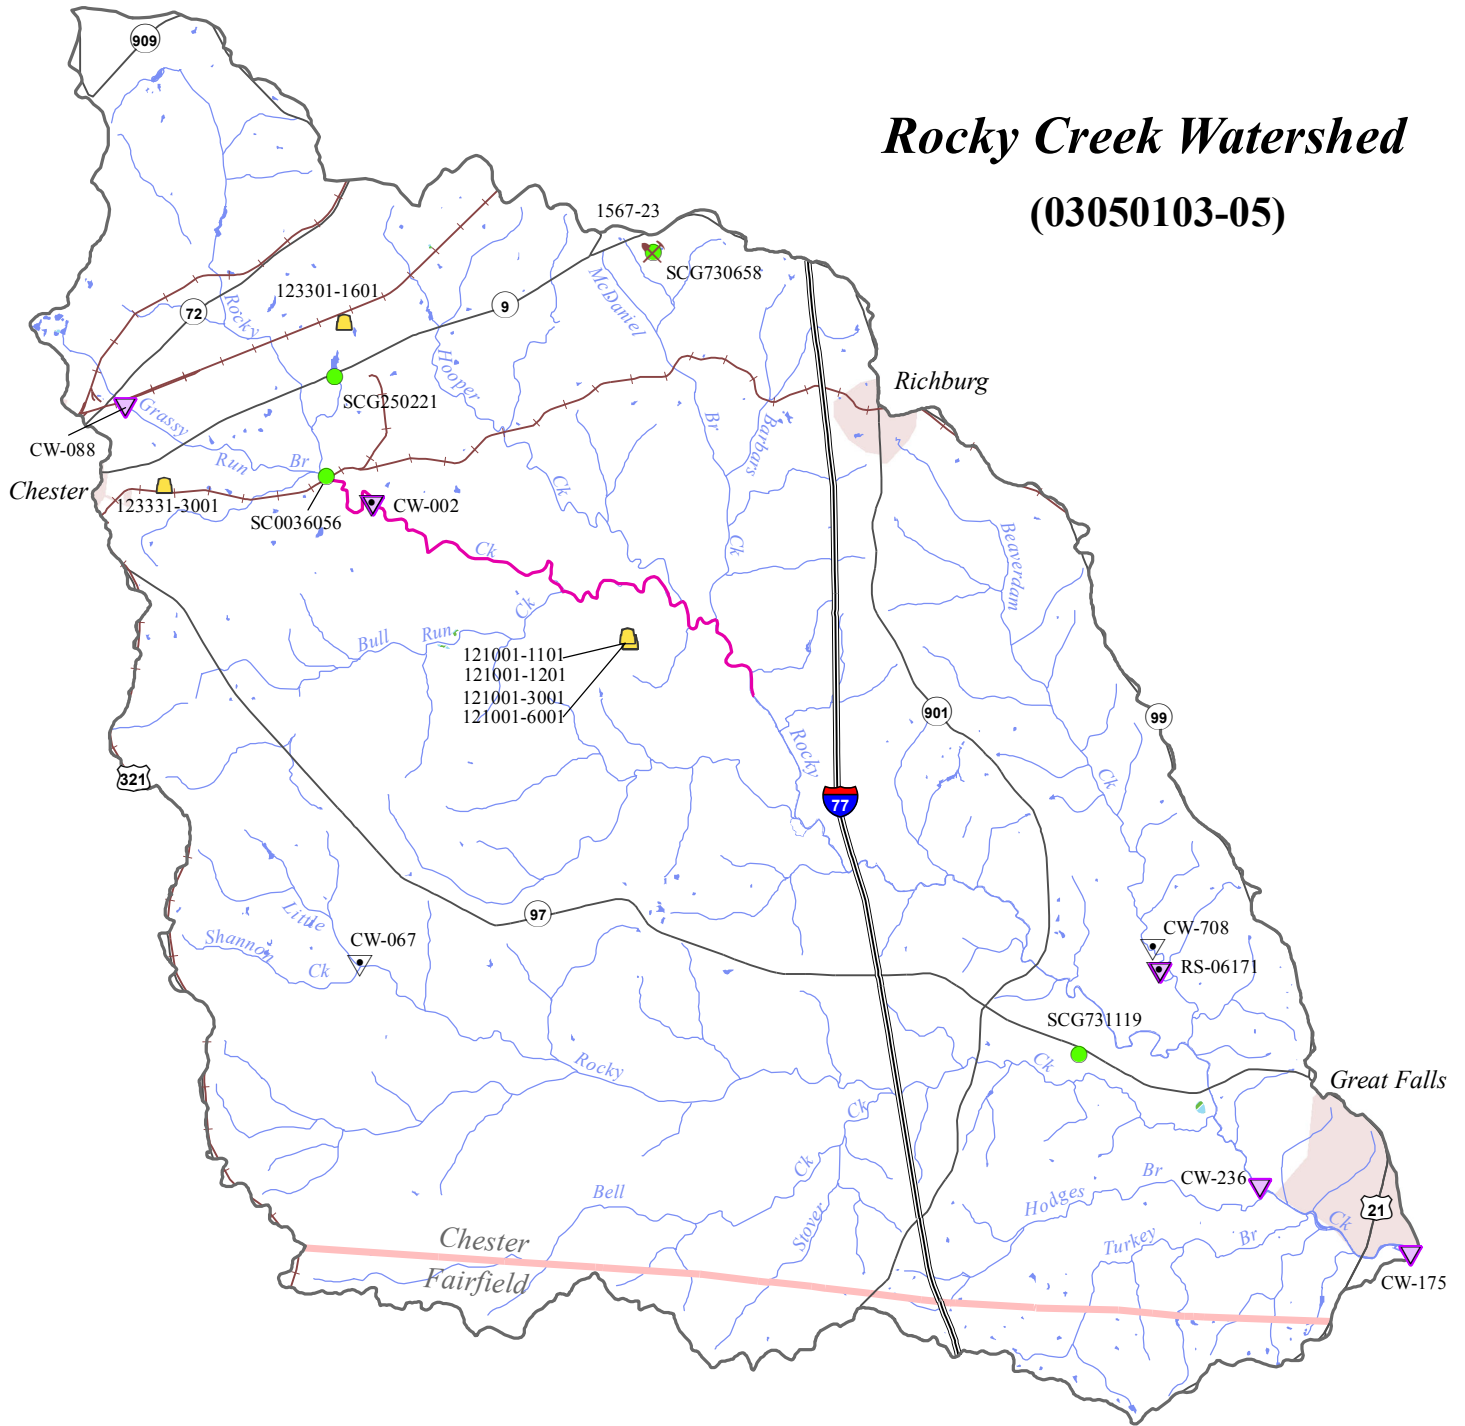 909
Rocky Creek Watershed
(03050103-05)
1567-23
SCG730658
McDaniel
123301-1601
9
72
Rocky
Hooper
Richburg
SCG250221
Grassy
Run
Br
Br
Barbars
CW-088
Chester
123331-3001
SC0036056
CW-002
Ck
Ck
Ck
Beaverdam
Ck
Bull
Run
121001-1101
121001-1201
121001-3001
121001-6001
901
99
Rocky
321
77
Ck
Little
97
Shannon
Ck
CW-067
CW-708
RS-06171
SCG731119
Ck
Rocky
Great Falls
Ck
Ck
Br
CW-236
Bell
Hodges
21
Ck
Stover
Turkey
Br
Chester
Fairfield
CW-175